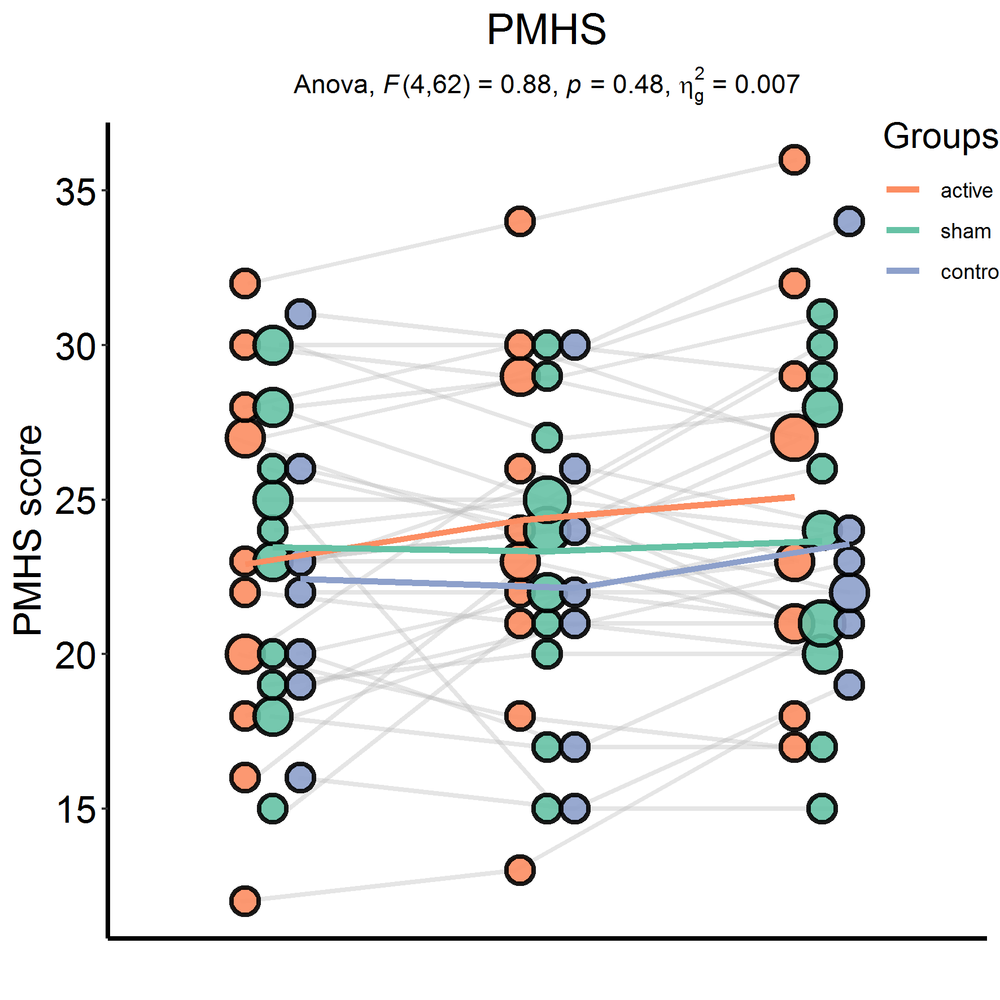 PMHS
Anova, F(4,62) = 0.88, p = 0.48, η²g = 0.007
Groups
active
sham
contro
PMHS score
35
30
25
20
15